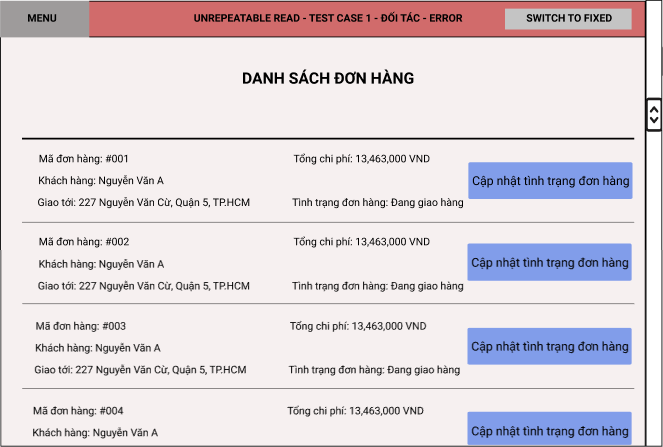 MENU
UNREPEATABLE READ - TEST CASE 1 - ĐỐI TÁC - ERROR
SWITCH TO FIXED
DANH SÁCH ĐƠN HÀNG
Mã đơn hàng: #001
Tổng chi phí: 13,463,000 VND
Khách hàng: Nguyễn Văn A
Cập nhật tình trạng đơn hàng
Giao tới: 227 Nguyễn Văn Cừ, Quận 5, TP.HCM
Tình trạng đơn hàng: Đang giao hàng
Mã đơn hàng: #002
Tổng chi phí: 13,463,000 VND
Khách hàng: Nguyễn Văn A
Cập nhật tình trạng đơn hàng
Giao tới: 227 Nguyễn Văn Cừ, Quận 5, TP.HCM
Tình trạng đơn hàng: Đang giao hàng
Mã đơn hàng: #003
Tổng chi phí: 13,463,000 VND
Khách hàng: Nguyễn Văn A
Cập nhật tình trạng đơn hàng
Giao tới: 227 Nguyễn Văn Cừ, Quận 5, TP.HCM
Tình trạng đơn hàng: Đang giao hàng
Mã đơn hàng: #004
Tổng chi phí: 13,463,000 VND
Khách hàng: Nguyễn Văn A
Cập nhật tình trạng đơn hàng